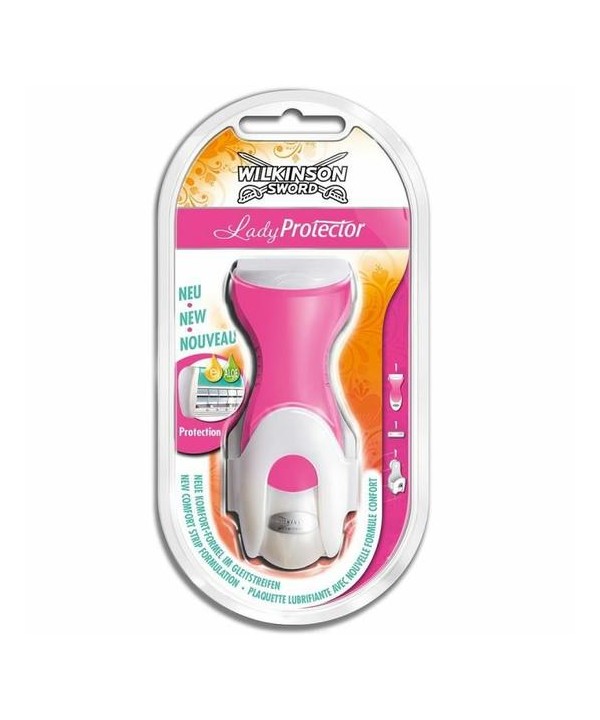 WILKINSON
SWORD
Lady Protector
NEU
• NEW
• NOUVEAU
ALOE
Protection
NEUE KOMFORT-FORMEL IM GLEITSTREIFEN
NEW COMFORT STRIP FORMULATION • PLAQUETTE LUBRIFIANTE AVEC NOUVELLE FORMULE CONFORT